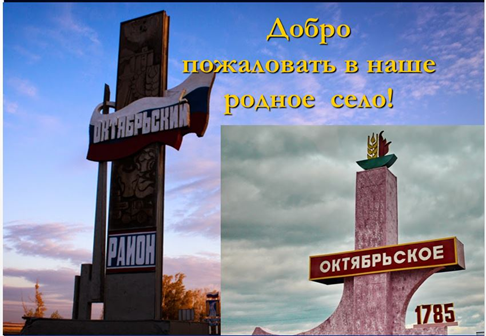 Добро
пожаловать в наше
родное село!
ОКТЯБРЬСКИЙ
РАЙОН
ОКТЯБРЬСКОЕ
1785